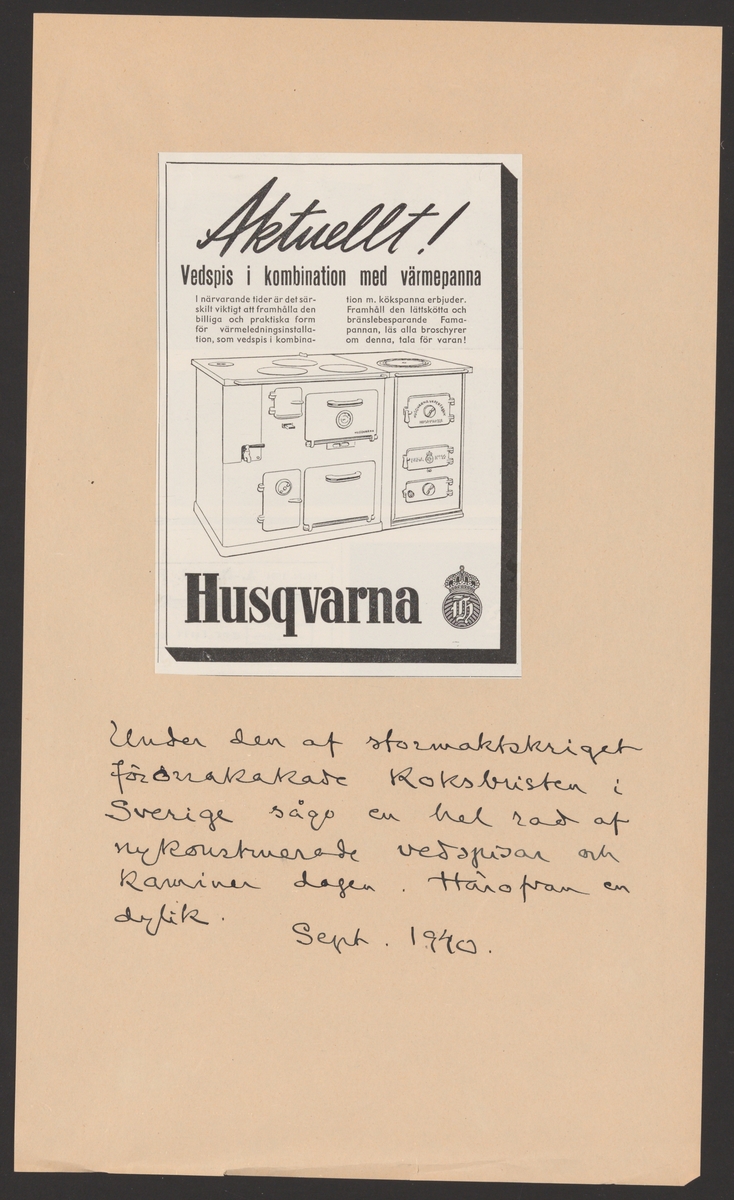 Aktuellt!
Vedspis i kombination med värmepanna
I närvarande tider är det sär-
skilt viktigt att framhålla den
billiga och praktiska form
för värmeledningsinstalla-
tion, som vedspis i kombina-
tion m. kökspanna erbjuder.
Framhåll den lättskötta och
bränslebesparande Fama-
pannan, läs alla broschyrer
om denna, tala för varan!
Husqvarna
Under den af stormaktskriget
förorsakakade Koksbristen i
Sverige sågo en hel rad af
nykonstruerade vedspisar och
Kaminer dagen. Härofvan en
dylik.
Sept. 1940.